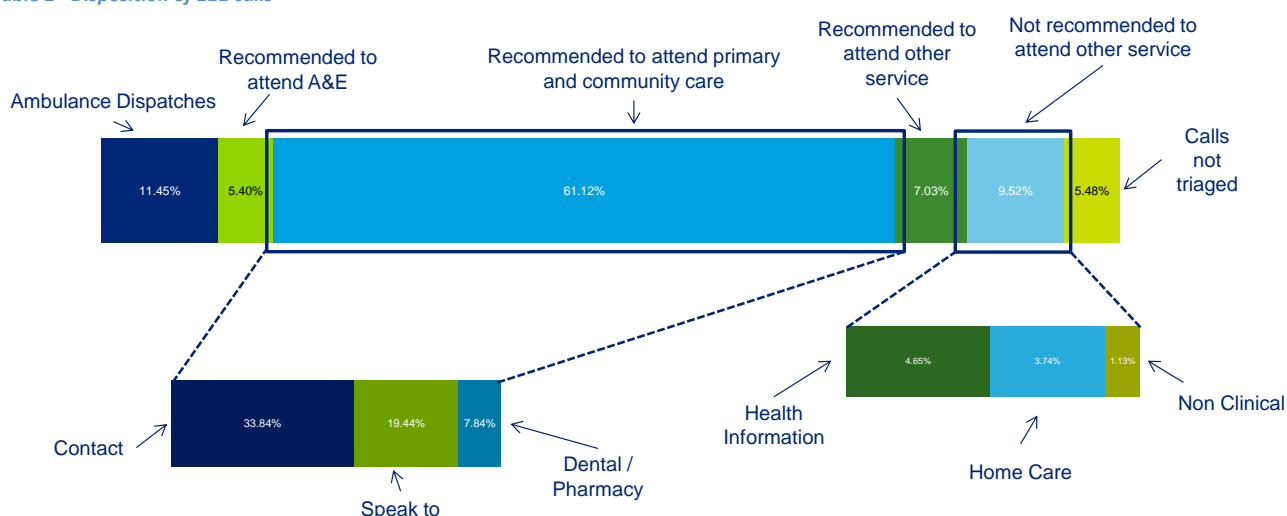 Disposition of calls
Recommended to
attend A&E
Recommended to attend primary
and community care
Recommended to
attend other
service
Not recommended to
attend other service
Ambulance Dispatches
Calls
not
triaged
11.45%
5.40%
61.12%
7.03%
9.52%
5.48%
4.65%
3.74%
1.13%
33.84%
19.44%
7.84%
Health
Information
Non Clinical
Contact
Dental /
Pharmacy
Home Care
Speak to